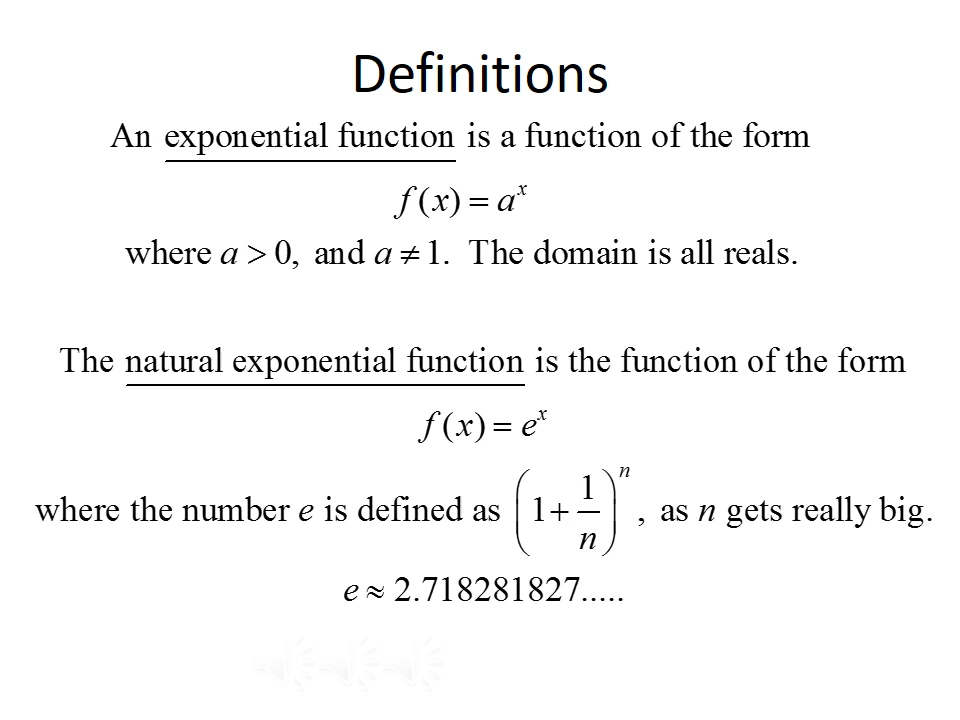 Definitions
An exponential function is a function of the form
f(x) = aˣ
where a > 0, and a ≠ 1. The domain is all reals.
The natural exponential function is the function of the form
f(x) = eˣ
where the number e is defined as (1 + 1/n)ⁿ, as n gets really big.
e ≈ 2.718281827.....